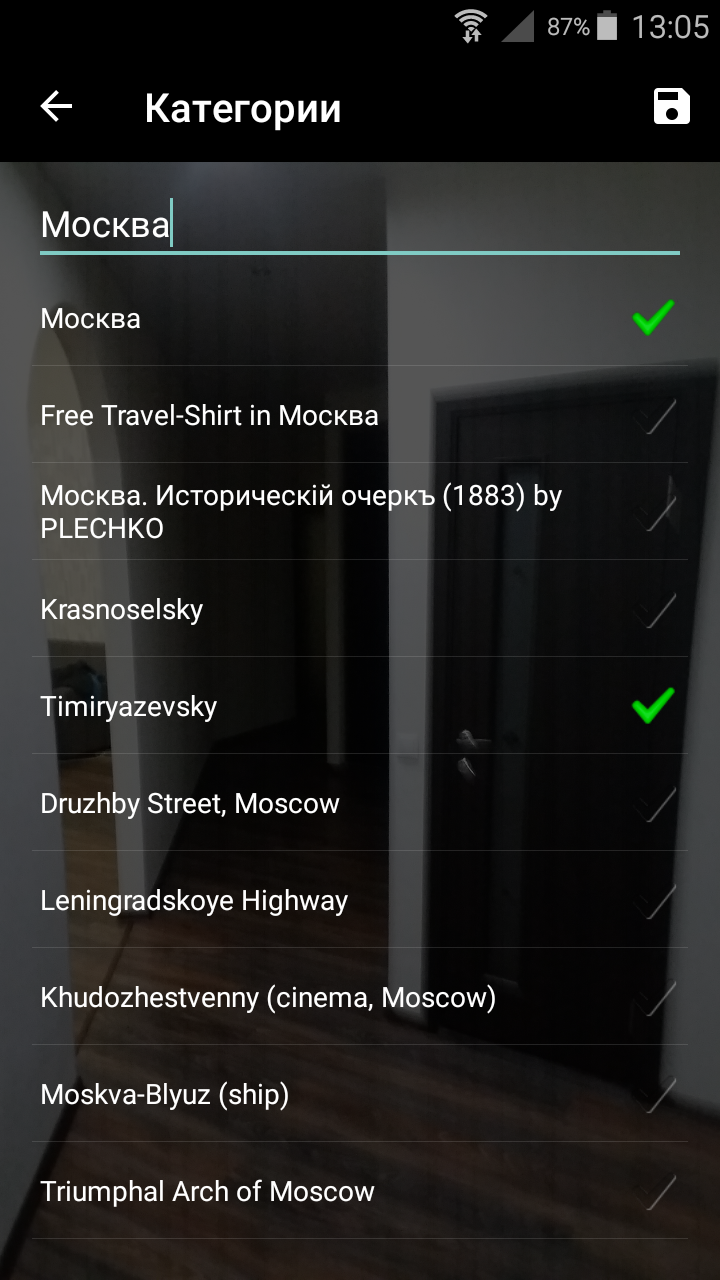 87% 13:05
Категории
Москва
Москва
Free Travel-Shirt in Москва
Москва. Историческій очеркъ (1883) by
PLECHKO
Krasnoselsky
Timiryazevsky
Druzhby Street, Moscow
Leningradskoye Highway
Khudozhestvenny (cinema, Moscow)
Moskva-Blyuz (ship)
Triumphal Arch of Moscow